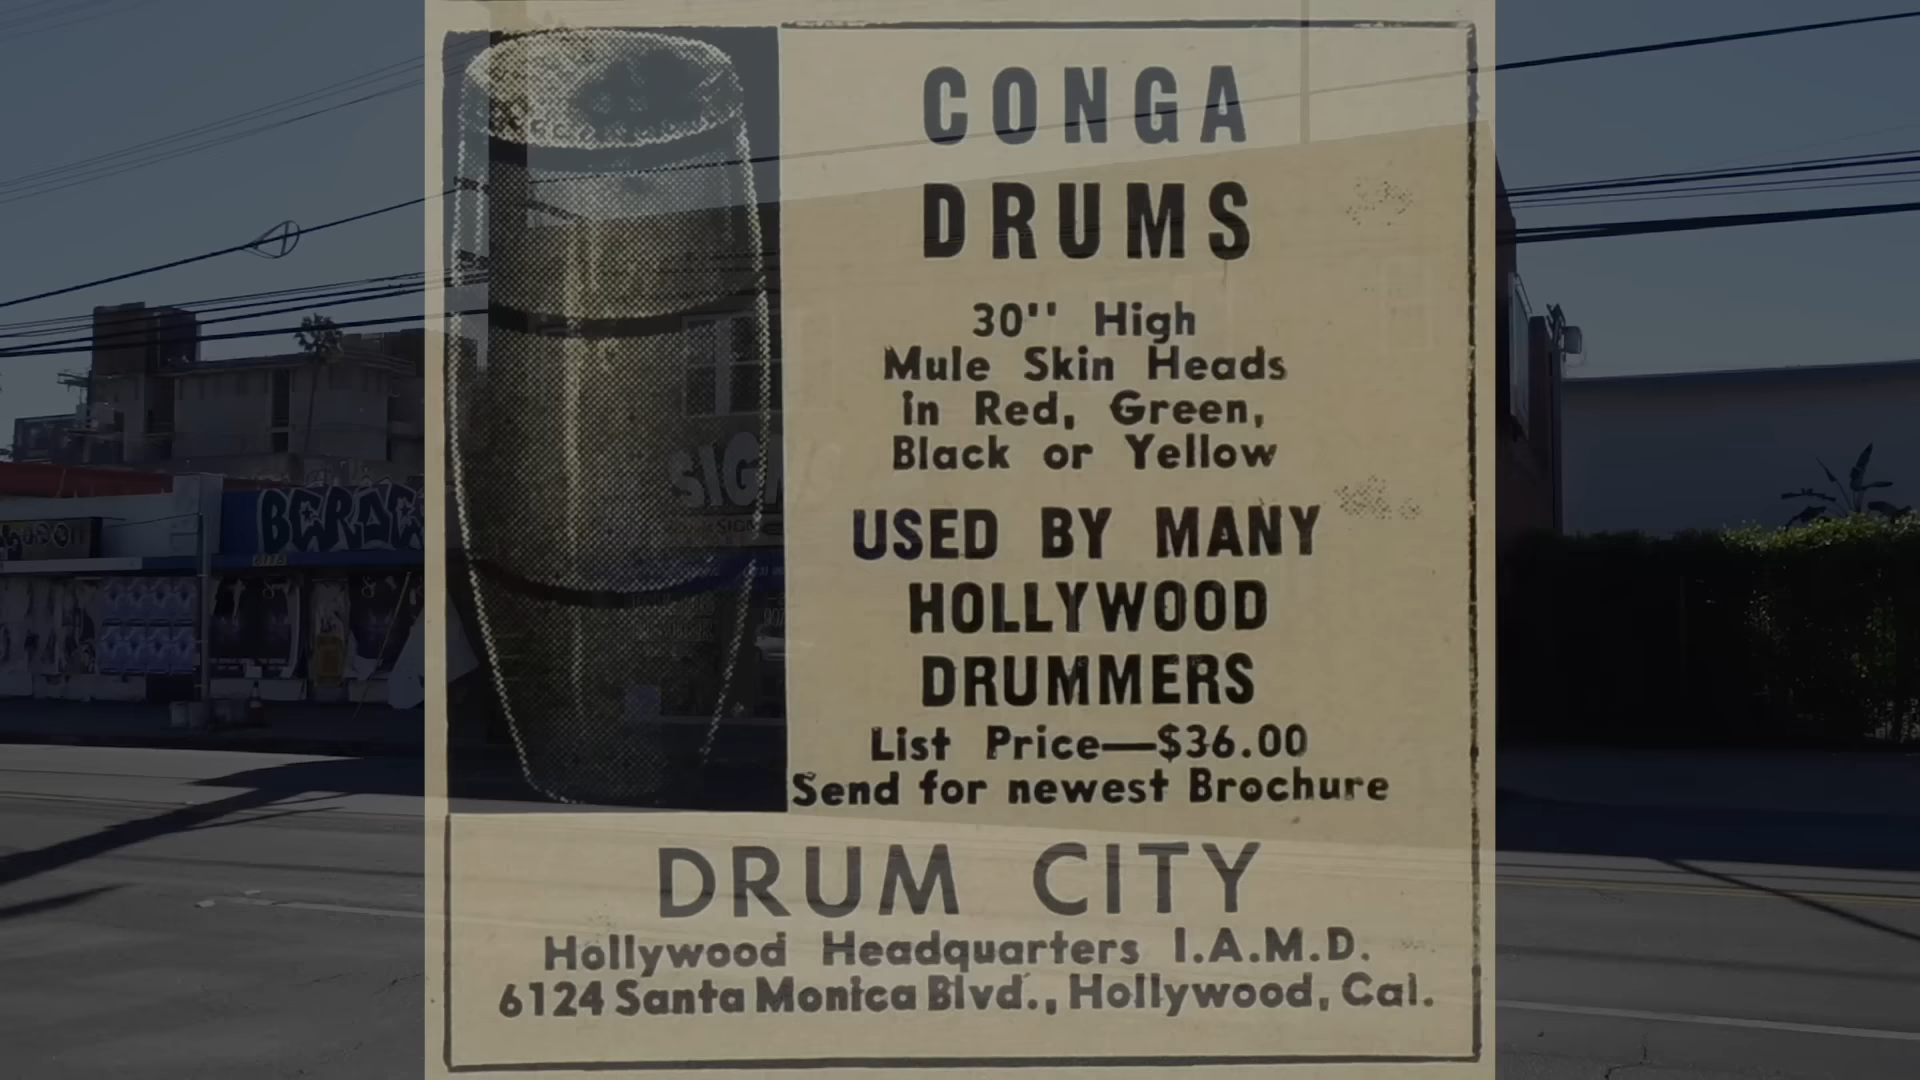 CONGA
DRUMS
30'' High
Mule Skin Heads
in Red, Green,
Black or Yellow
USED BY MANY
HOLLYWOOD
DRUMMERS
List Price—$36.00
Send for newest Brochure
DRUM CITY
Hollywood Headquarters I.A.M.D.
6124 Santa Monica Blvd., Hollywood, Cal.
SIGNS